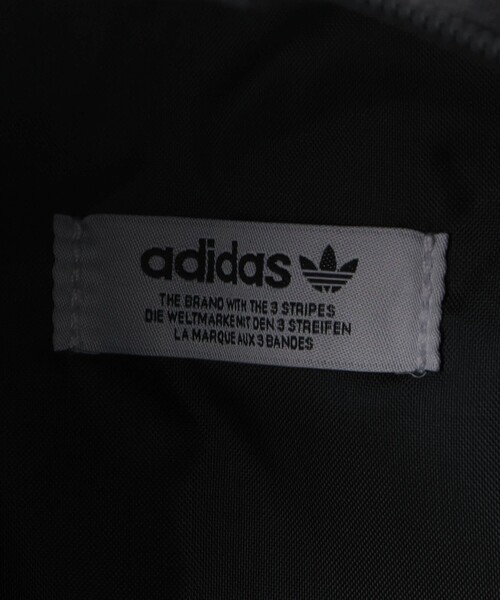 adidas
THE BRAND WITH THE 3 STRIPES
DIE WELTMARKE MIT DEN 3 STREIFEN
LA MARQUE AUX 3 BANDES